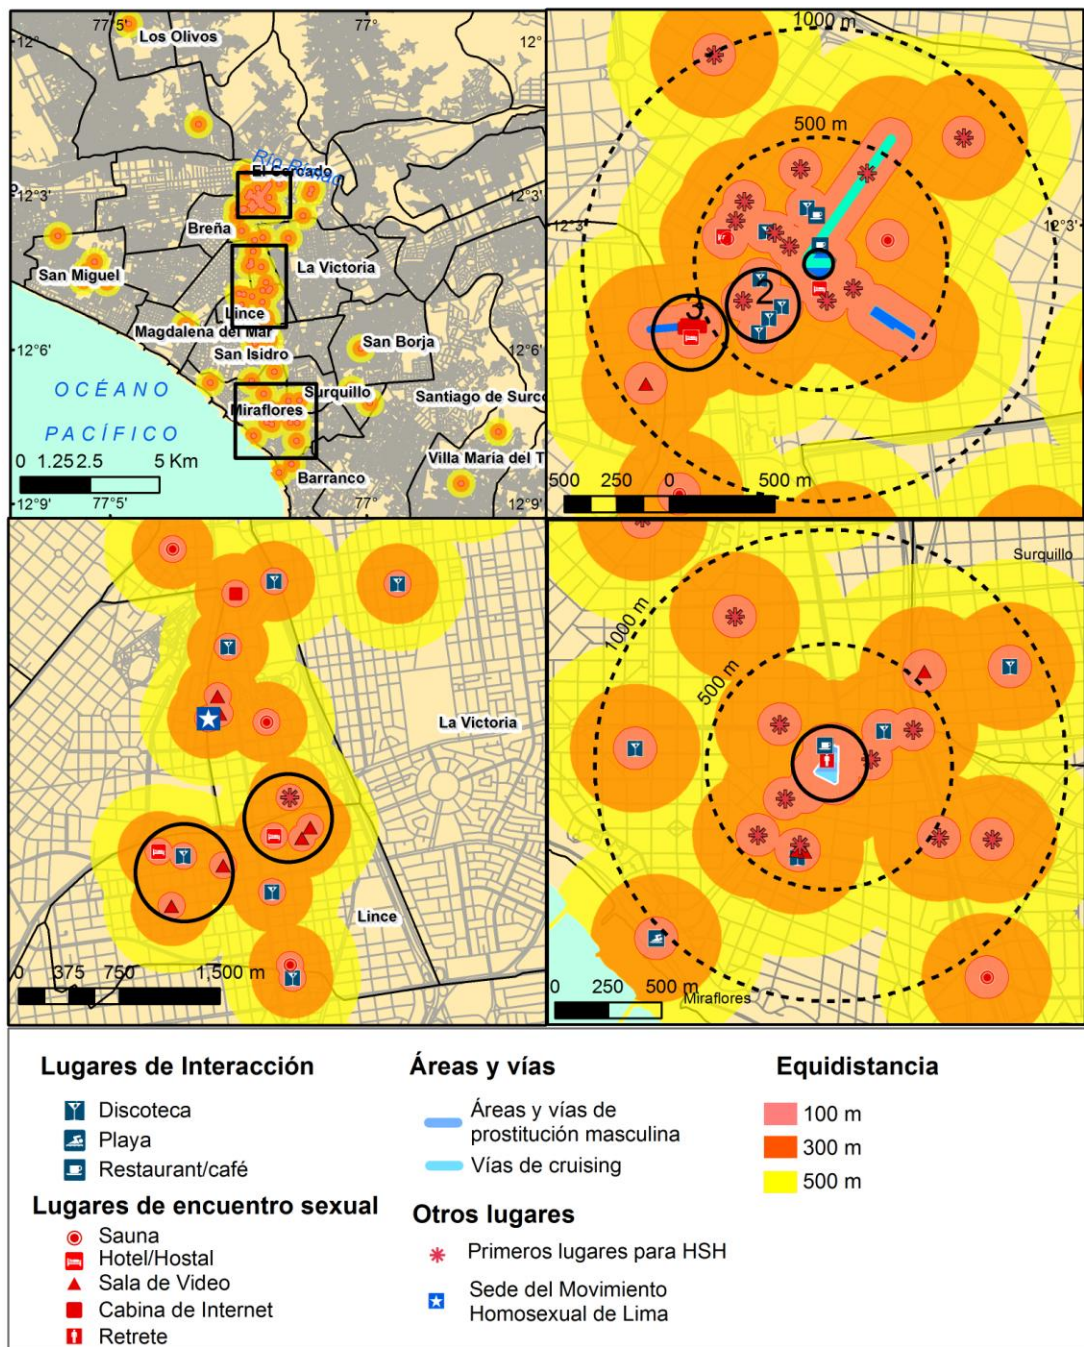 77°5'
77°
Los Olivos
12°
12°
Río Rímac
El Cercado
12°3'
12°3'
Breña
La Victoria
San Miguel
Lince
Magdalena del Mar
San Isidro
San Borja
12°6'
OCÉANO
PACÍFICO
Surquillo
Miraflores
Santiago de Surco
Villa María del T
Barranco
0 1.25 2.5 5 Km
12°9'
77°5'
77°
12°9'
1000 m
500 m
12°3'
2
3
500 250 0 500 m
La Victoria
Lince
0 375 750 1,500 m
Surquillo
1000 m
500 m
Miraflores
0 250 500 m
Lugares de Interacción
Discoteca
Playa
Restaurant/café
Lugares de encuentro sexual
Sauna
Hotel/Hostal
Sala de Video
Cabina de Internet
Retrete
Áreas y vías
Áreas y vías de
prostitución masculina
Vías de cruising
Otros lugares
Primeros lugares para HSH
Sede del Movimiento
Homosexual de Lima
Equidistancia
100 m
300 m
500 m